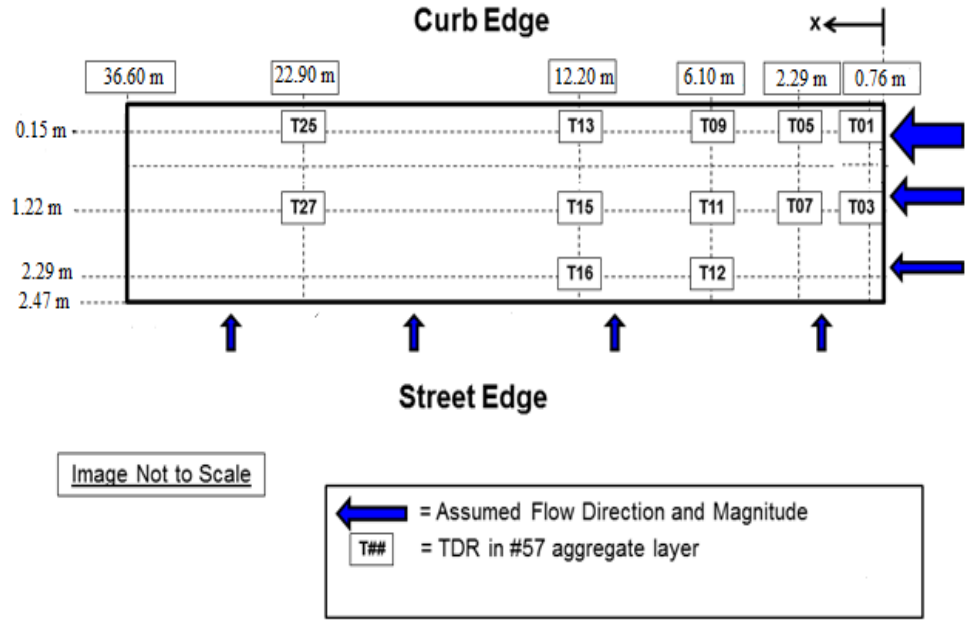 Curb Edge
x
36.60 m 22.90 m 12.20 m 6.10 m 2.29 m 0.76 m
0.15 m T25 T13 T09 T05 T01
1.22 m T27 T15 T11 T07 T03
2.29 m T16 T12
2.47 m
Street Edge
Image Not to Scale
= Assumed Flow Direction and Magnitude
T## = TDR in #57 aggregate layer